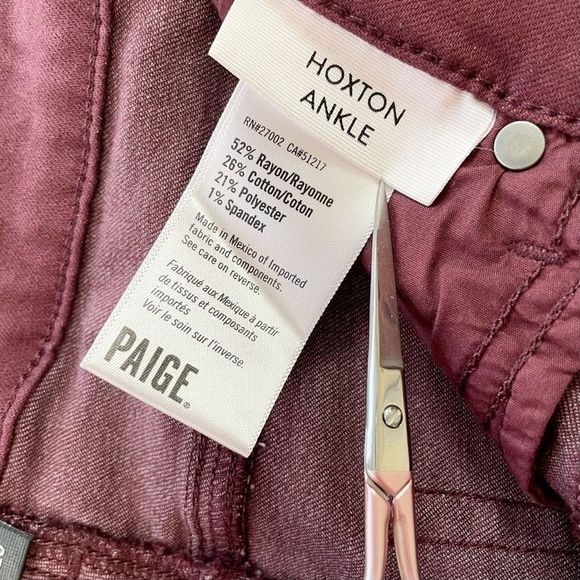 HOXTON
ANKLE
RN#27002 CA#51217
52% Rayon/Rayonne
26% Cotton/Coton
21% Polyester
1% Spandex
Made in Mexico of Imported
fabric and components.
See care on reverse.
Fabriqué aux Mexique à partir
de tissus et composants
importés
Voir le soin sur l'inverse.
PAIGE®